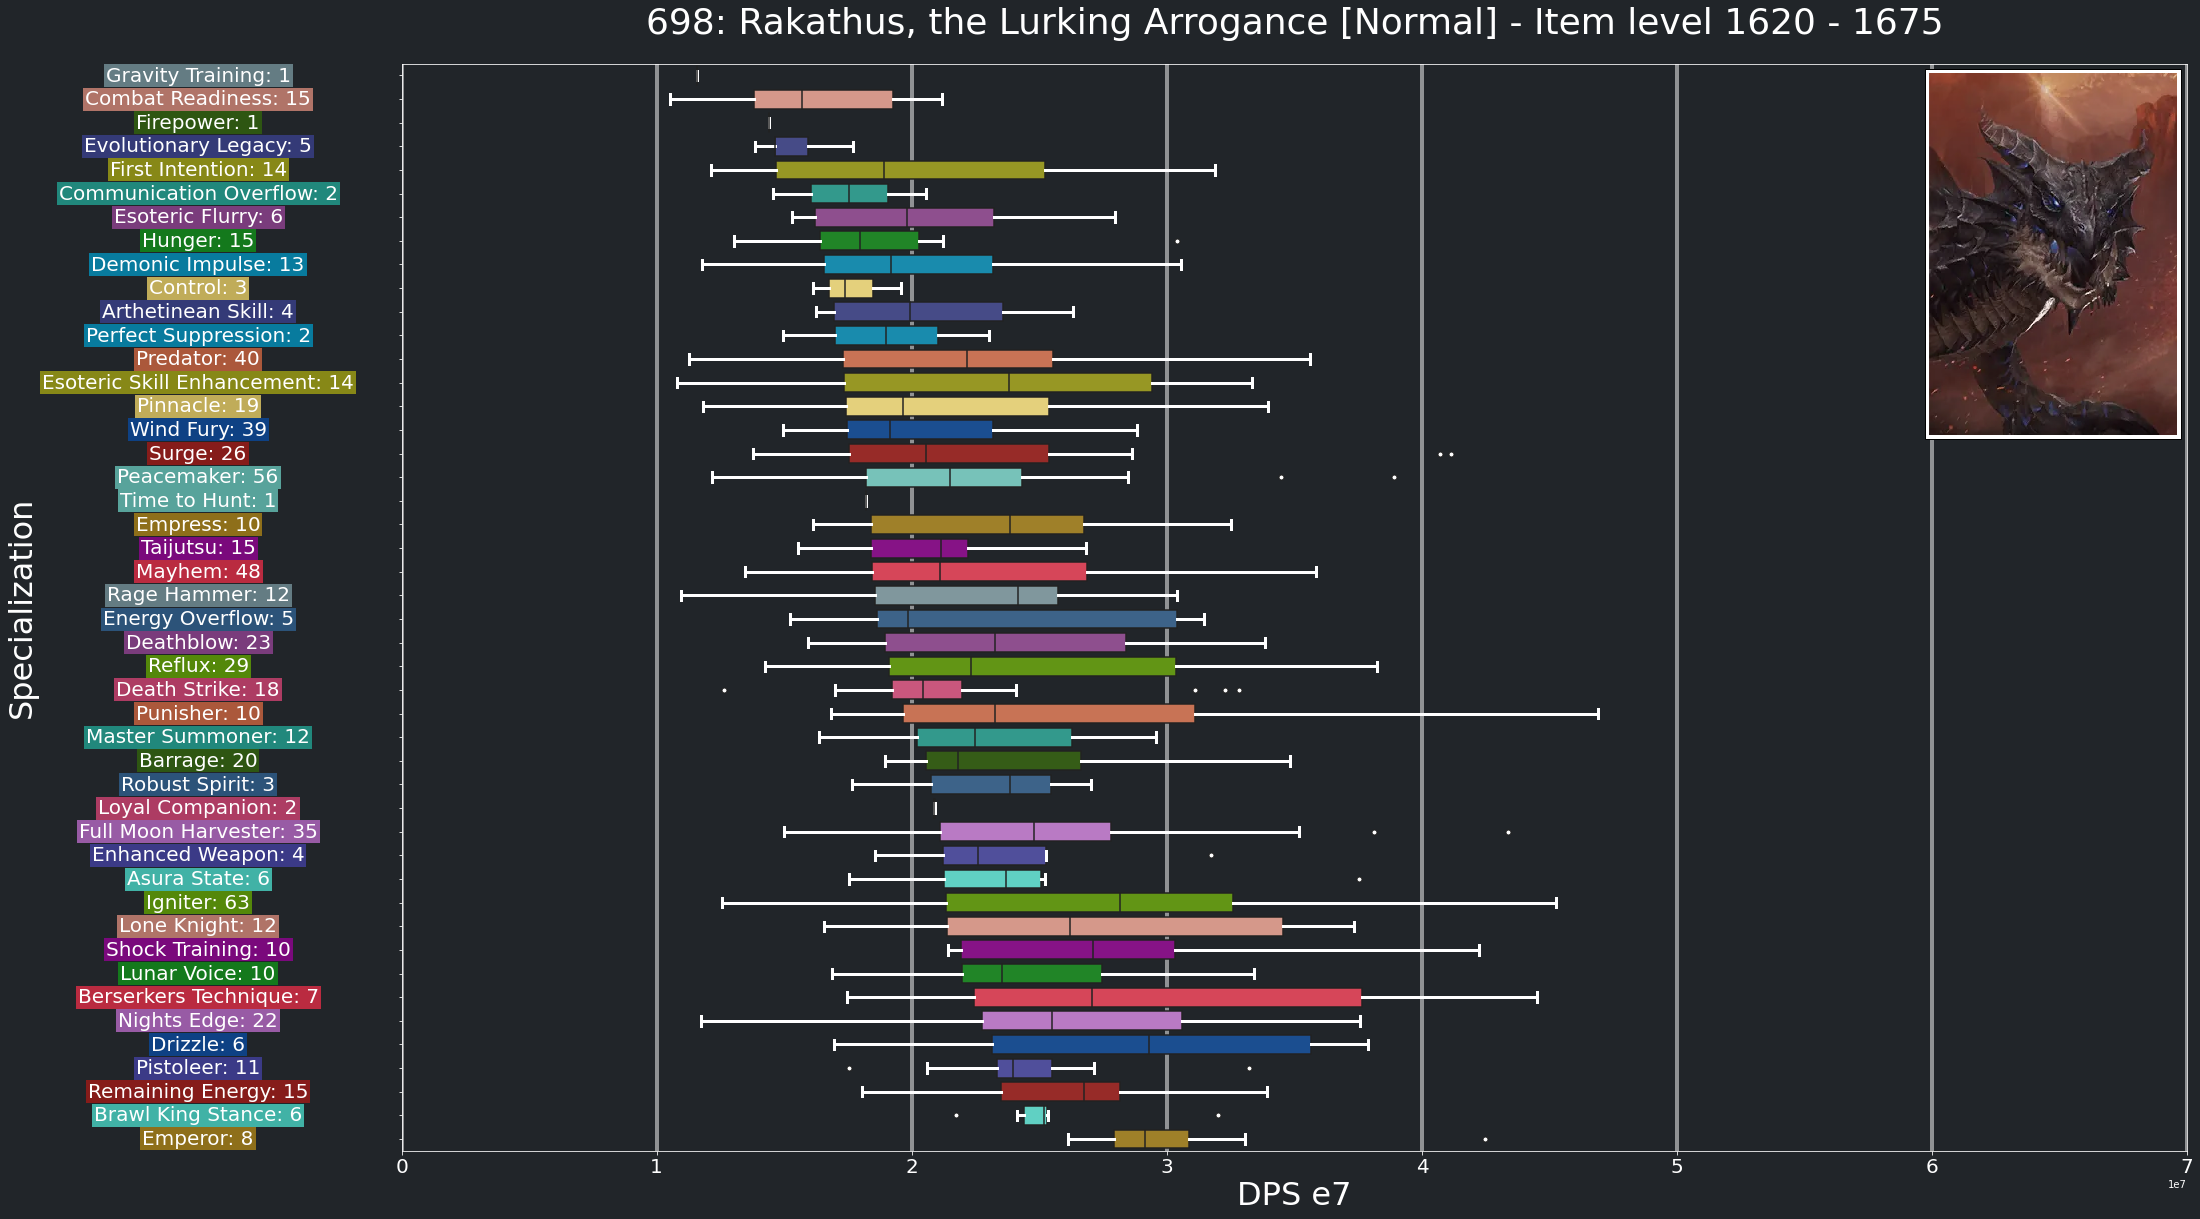 698: Rakathus, the Lurking Arrogance [Normal] - Item level 1620 - 1675
Specialization
Gravity Training: 1
Combat Readiness: 15
Firepower: 1
Evolutionary Legacy: 5
First Intention: 14
Communication Overflow: 2
Esoteric Flurry: 6
Hunger: 15
Demonic Impulse: 13
Control: 3
Arthetinean Skill: 4
Perfect Suppression: 2
Predator: 40
Esoteric Skill Enhancement: 14
Pinnacle: 19
Wind Fury: 39
Surge: 26
Peacemaker: 56
Time to Hunt: 1
Empress: 10
Taijutsu: 15
Mayhem: 48
Rage Hammer: 12
Energy Overflow: 5
Deathblow: 23
Reflux: 29
Death Strike: 18
Punisher: 10
Master Summoner: 12
Barrage: 20
Robust Spirit: 3
Loyal Companion: 2
Full Moon Harvester: 35
Enhanced Weapon: 4
Asura State: 6
Igniter: 63
Lone Knight: 12
Shock Training: 10
Lunar Voice: 10
Berserkers Technique: 7
Nights Edge: 22
Drizzle: 6
Pistoleer: 11
Remaining Energy: 15
Brawl King Stance: 6
Emperor: 8
0 1 2 3 4 5 6 7
1e7
DPS e7